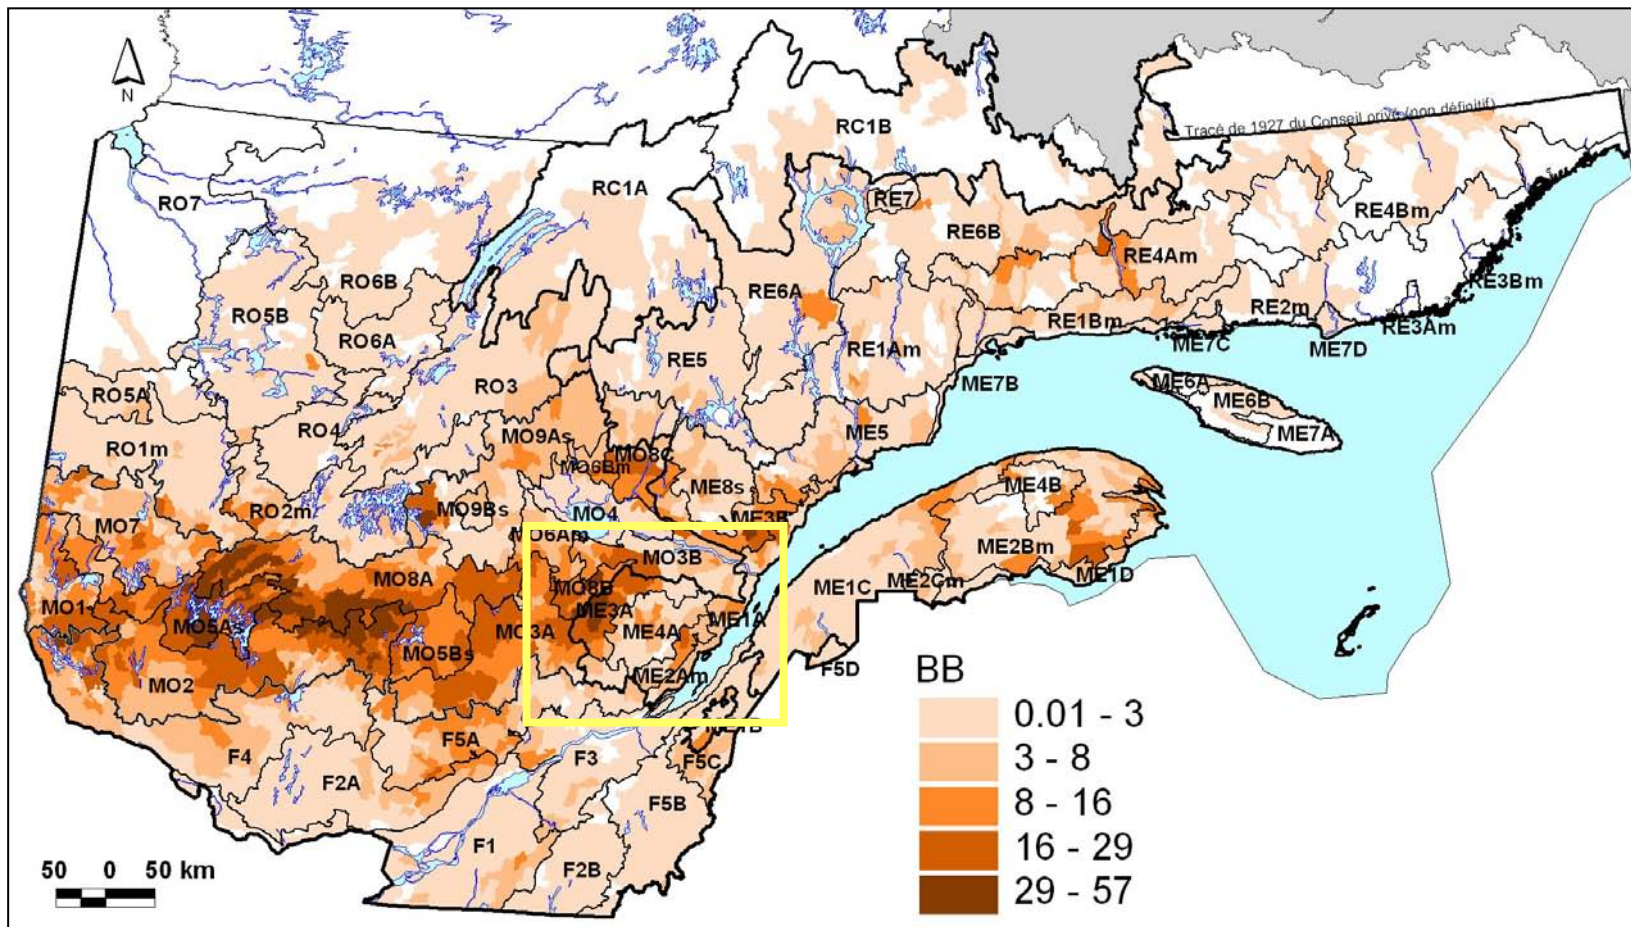 N
Tracé de 1927 du Conseil privé (non définitif)
RC1B
RC1A
RE7
RO7
RE4Bm
RE6B
RE4Am
RO6B
RE6A
RE3Bm
RO5B
RE2m
RE1Bm
RE3Am
RO6A
RE1Am
ME7C
ME7D
RE5
ME7B
ME6A
RO3
RO5A
ME6B
RO4
ME5
ME7A
MO9As
RO1m
MO8C
MO6Bm
ME8s
ME4B
MO9Bs
RO2m
MO4
ME3B
MO7
MO6Am
ME2Bm
MO3B
MO8A
ME1D
ME2Cm
MO8B
ME1C
MO1
ME3A
ME1A
MO5As
ME4A
MO3A
MO5Bs
F5D
ME2Am
MO2
F5A
F4
F3
F5C
F2A
F5B
F1
F2B
BB
0.01 - 3
3 - 8
8 - 16
16 - 29
29 - 57
50 0 50 km